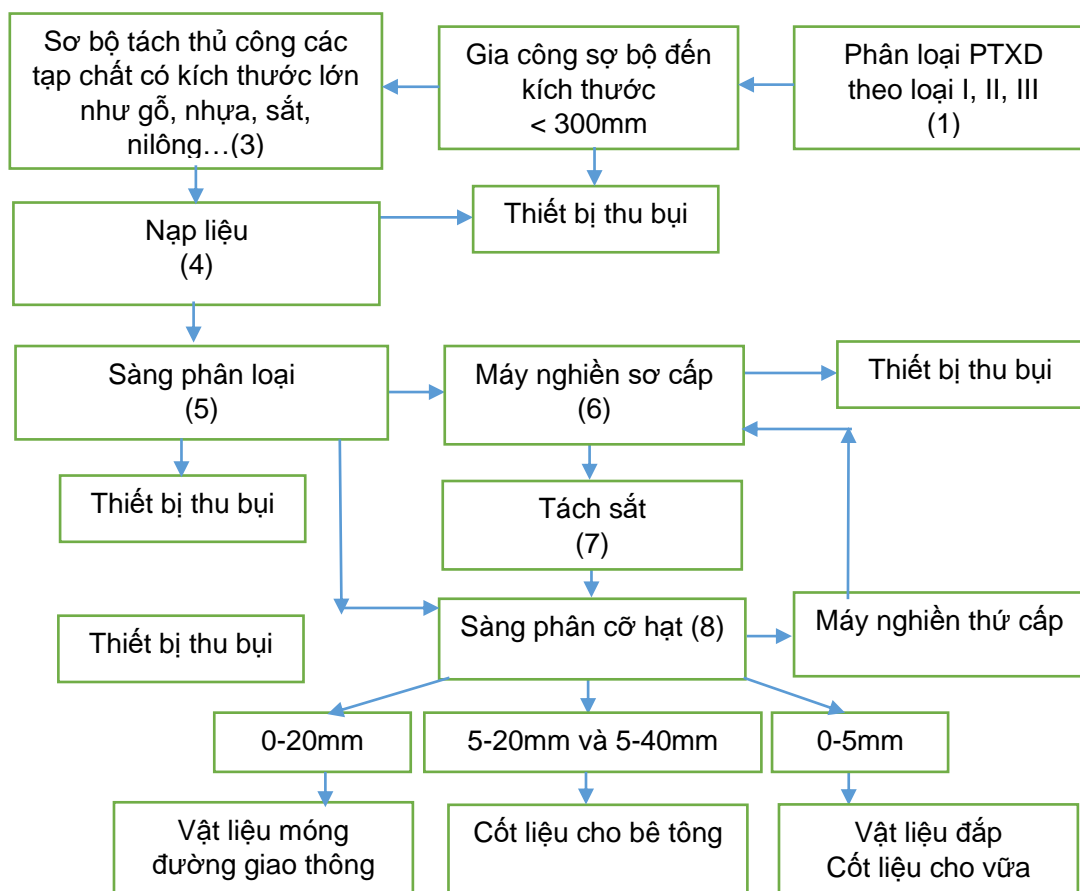 Sơ bộ tách thủ công các
tạp chất có kích thước lớn
như gỗ, nhựa, sắt,
nilông…(3)
Gia công sợ bộ đến
kích thước
< 300mm
Phân loại PTXD
theo loại I, II, III
(1)
Nạp liệu
(4)
Thiết bị thu bụi
Sàng phân loại
(5)
Máy nghiền sơ cấp
(6)
Thiết bị thu bụi
Thiết bị thu bụi
Tách sắt
(7)
Thiết bị thu bụi
Sàng phân cỡ hạt (8)
Máy nghiền thứ cấp
0-20mm
5-20mm và 5-40mm
0-5mm
Vật liệu móng
đường giao thông
Cốt liệu cho bê tông
Vật liệu đắp
Cốt liệu cho vữa